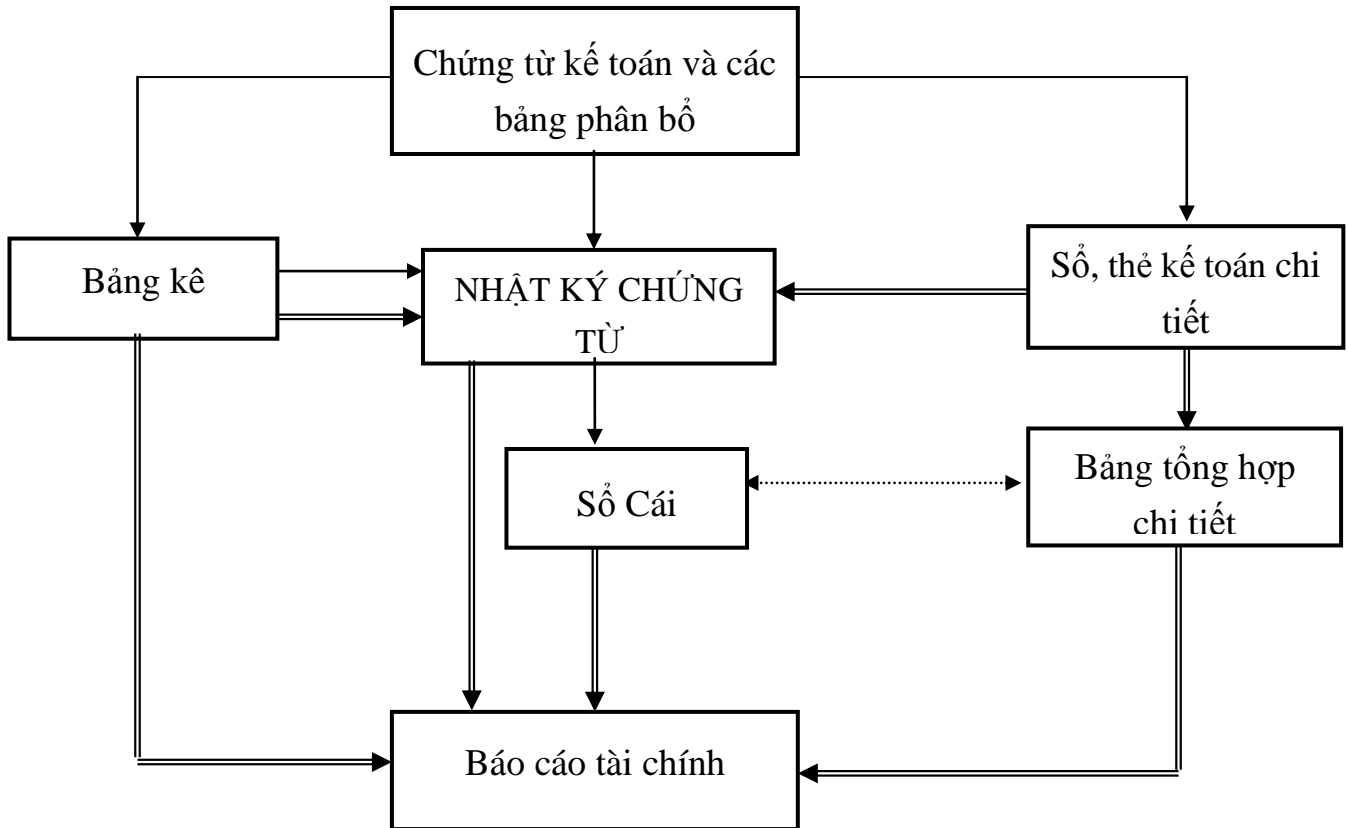 Chứng từ kế toán và các
bảng phân bổ
Bảng kê
NHẬT KÝ CHỨNG
TỪ
Sổ, thẻ kế toán chi
tiết
Sổ Cái
Bảng tổng hợp
chi tiết
Báo cáo tài chính